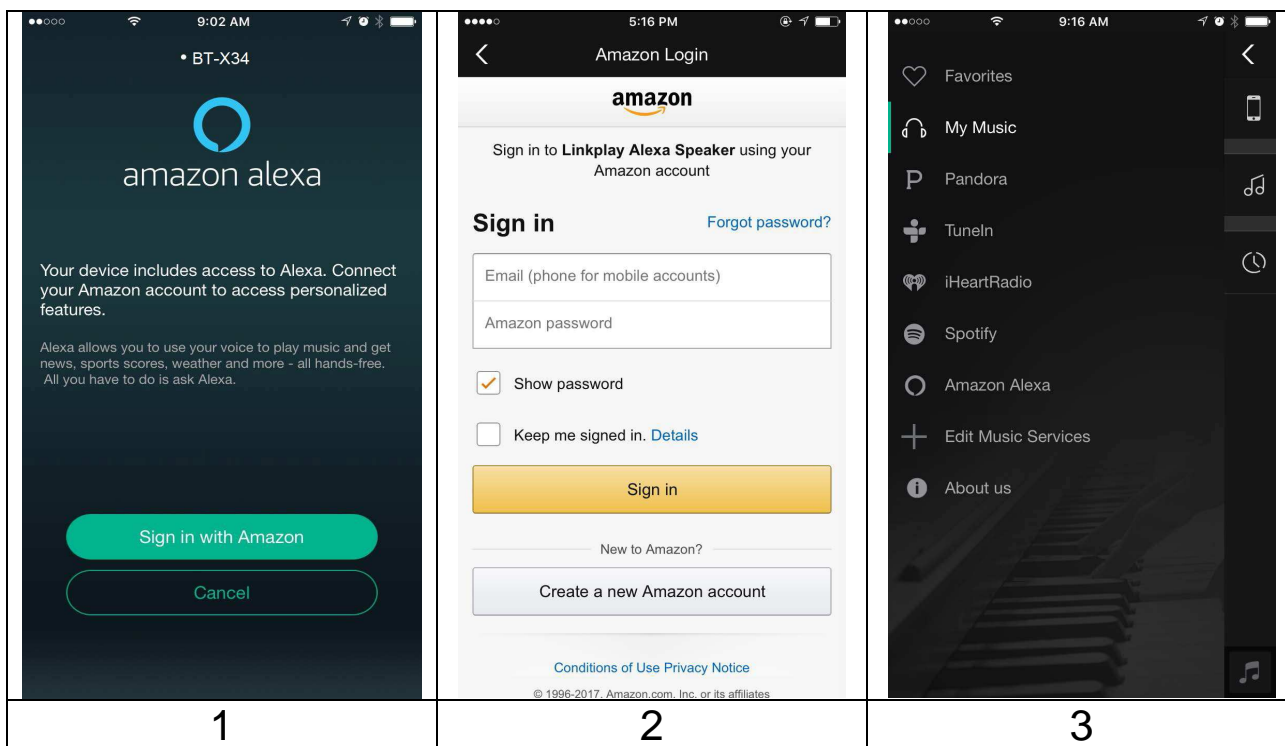 9:02 AM
• BT-X34
amazon alexa
Your device includes access to Alexa. Connect
your Amazon account to access personalized
features.
Alexa allows you to use your voice to play music and get
news, sports scores, weather and more - all hands-free.
All you have to do is ask Alexa.
Sign in with Amazon
Cancel
1
5:16 PM
Amazon Login
amazon
Sign in to Linkplay Alexa Speaker using your
Amazon account
Sign in
Forgot password?
Email (phone for mobile accounts)
Amazon password
Show password
Keep me signed in. Details
Sign in
New to Amazon?
Create a new Amazon account
Conditions of Use Privacy Notice
© 1996-2017, Amazon.com, Inc. or its affiliates
2
9:16 AM
Favorites
My Music
Pandora
TuneIn
iHeartRadio
Spotify
Amazon Alexa
Edit Music Services
About us
3